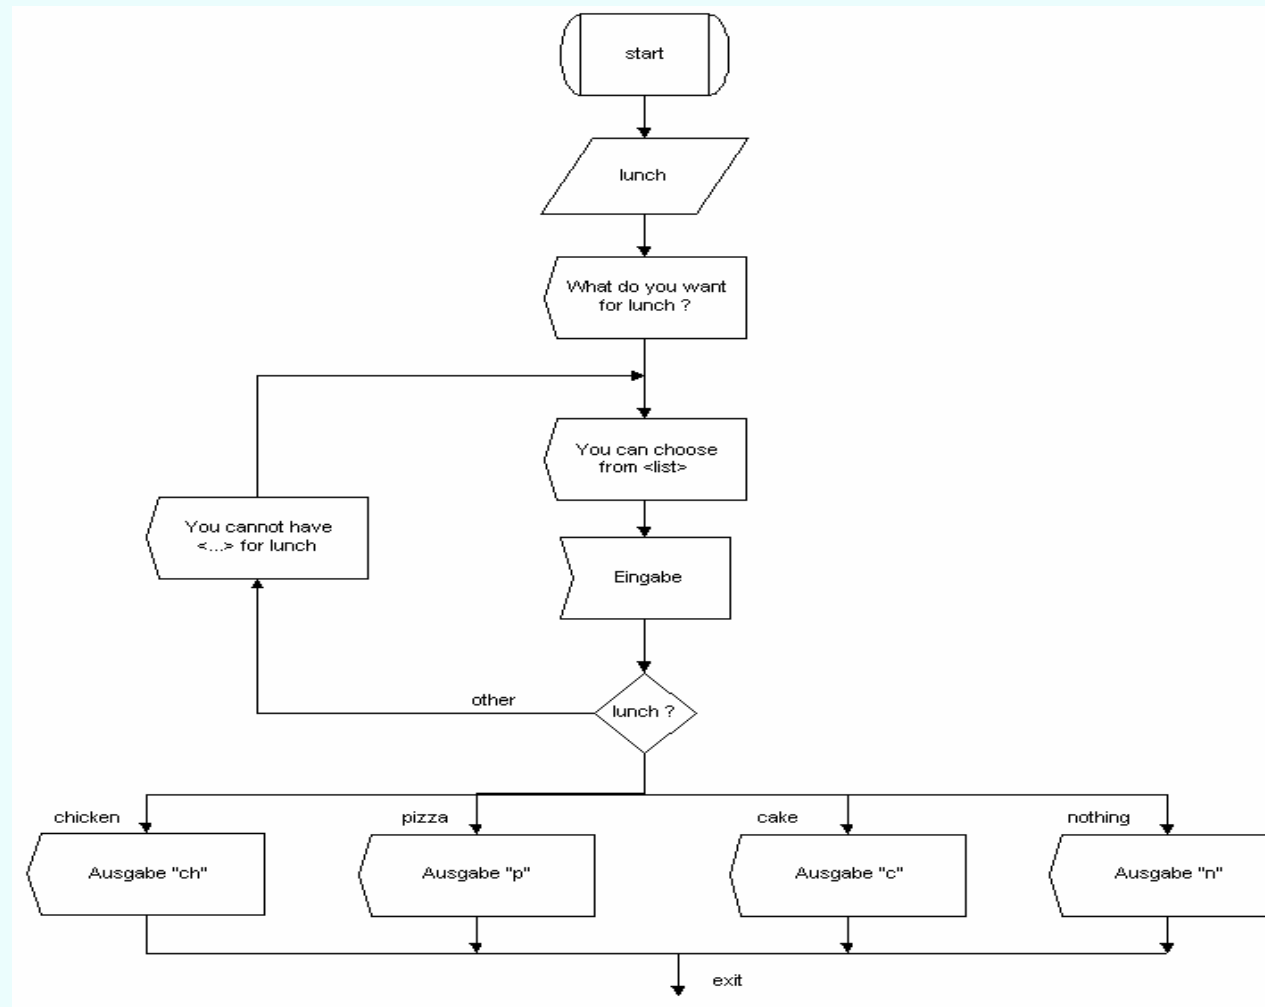 start
lunch
What do you want
for lunch ?
You can choose
from <list>
You cannot have
<...> for lunch
Eingabe
other
lunch ?
chicken
pizza
cake
nothing
Ausgabe "ch"
Ausgabe "p"
Ausgabe "c"
Ausgabe "n"
exit